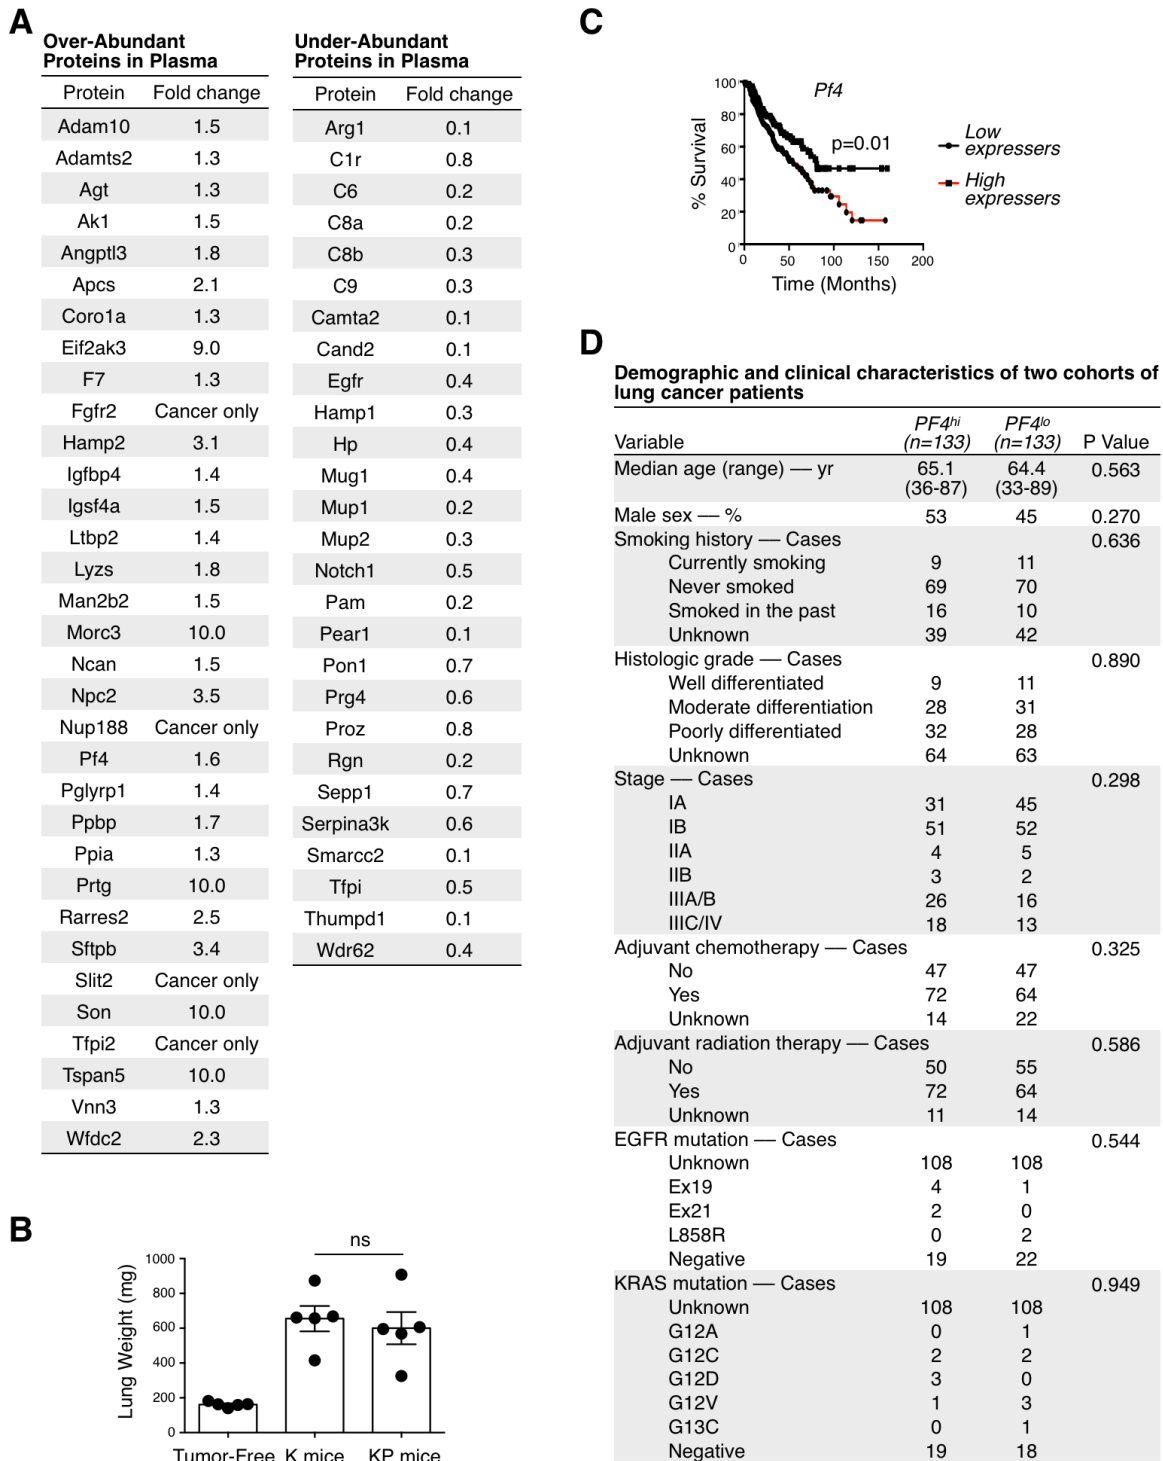 A
Over-Abundant
Proteins in Plasma
Protein Fold change
Adam10 1.5
Adamts2 1.3
Agt 1.3
Ak1 1.5
Angptl3 1.8
Apcs 2.1
Coro1a 1.3
Eif2ak3 9.0
F7 1.3
Fgfr2 Cancer only
Hamp2 3.1
Igfbp4 1.4
Igsf4a 1.5
Ltbp2 1.4
Lyzs 1.8
Man2b2 1.5
Morc3 10.0
Ncan 1.5
Npc2 3.5
Nup188 Cancer only
Pf4 1.6
Pglyrp1 1.4
Ppbp 1.7
Ppia 1.3
Prtg 10.0
Rarres2 2.5
Sftpb 3.4
Slit2 Cancer only
Son 10.0
Tfpi2 Cancer only
Tspan5 10.0
Vnn3 1.3
Wfdc2 2.3
Under-Abundant
Proteins in Plasma
Protein Fold change
Arg1 0.1
C1r 0.8
C6 0.2
C8a 0.2
C8b 0.3
C9 0.3
Camta2 0.1
Cand2 0.1
Egfr 0.4
Hamp1 0.3
Hp 0.4
Mug1 0.4
Mup1 0.2
Mup2 0.3
Notch1 0.5
Pam 0.2
Pear1 0.1
Pon1 0.7
Prg4 0.6
Proz 0.8
Rgn 0.2
Sepp1 0.7
Serpina3k 0.6
Smarcc2 0.1
Tfpi 0.5
Thumpd1 0.1
Wdr62 0.4
B
ns
Lung Weight (mg)
1000
800
600
400
200
0
Tumor-Free K mice KP mice
C
Pf4
p=0.01
% Survival
100
80
60
40
20
0
0 50 100 150 200
Time (Months)
Low
expressers
High
expressers
D
Demographic and clinical characteristics of two cohorts of
lung cancer patients
Variable PF4hi (n=133) PF4lo (n=133) P Value
Median age (range) — yr 65.1 64.4 0.563
(36-87) (33-89)
Male sex — % 53 45 0.270
Smoking history — Cases 0.636
Currently smoking 9 11
Never smoked 69 70
Smoked in the past 16 10
Unknown 39 42
Histologic grade — Cases 0.890
Well differentiated 9 11
Moderate differentiation 28 31
Poorly differentiated 32 28
Unknown 64 63
Stage — Cases 0.298
IA 31 45
IB 51 52
IIA 4 5
IIB 3 2
IIIA/B 26 16
IIIC/IV 18 13
Adjuvant chemotherapy — Cases 0.325
No 47 47
Yes 72 64
Unknown 14 22
Adjuvant radiation therapy — Cases 0.586
No 50 55
Yes 72 64
Unknown 11 14
EGFR mutation — Cases 0.544
Unknown 108 108
Ex19 4 1
Ex21 2 0
L858R 0 2
Negative 19 22
KRAS mutation — Cases 0.949
Unknown 108 108
G12A 0 1
G12C 2 2
G12D 3 0
G12V 1 3
G13C 0 1
Negative 19 18